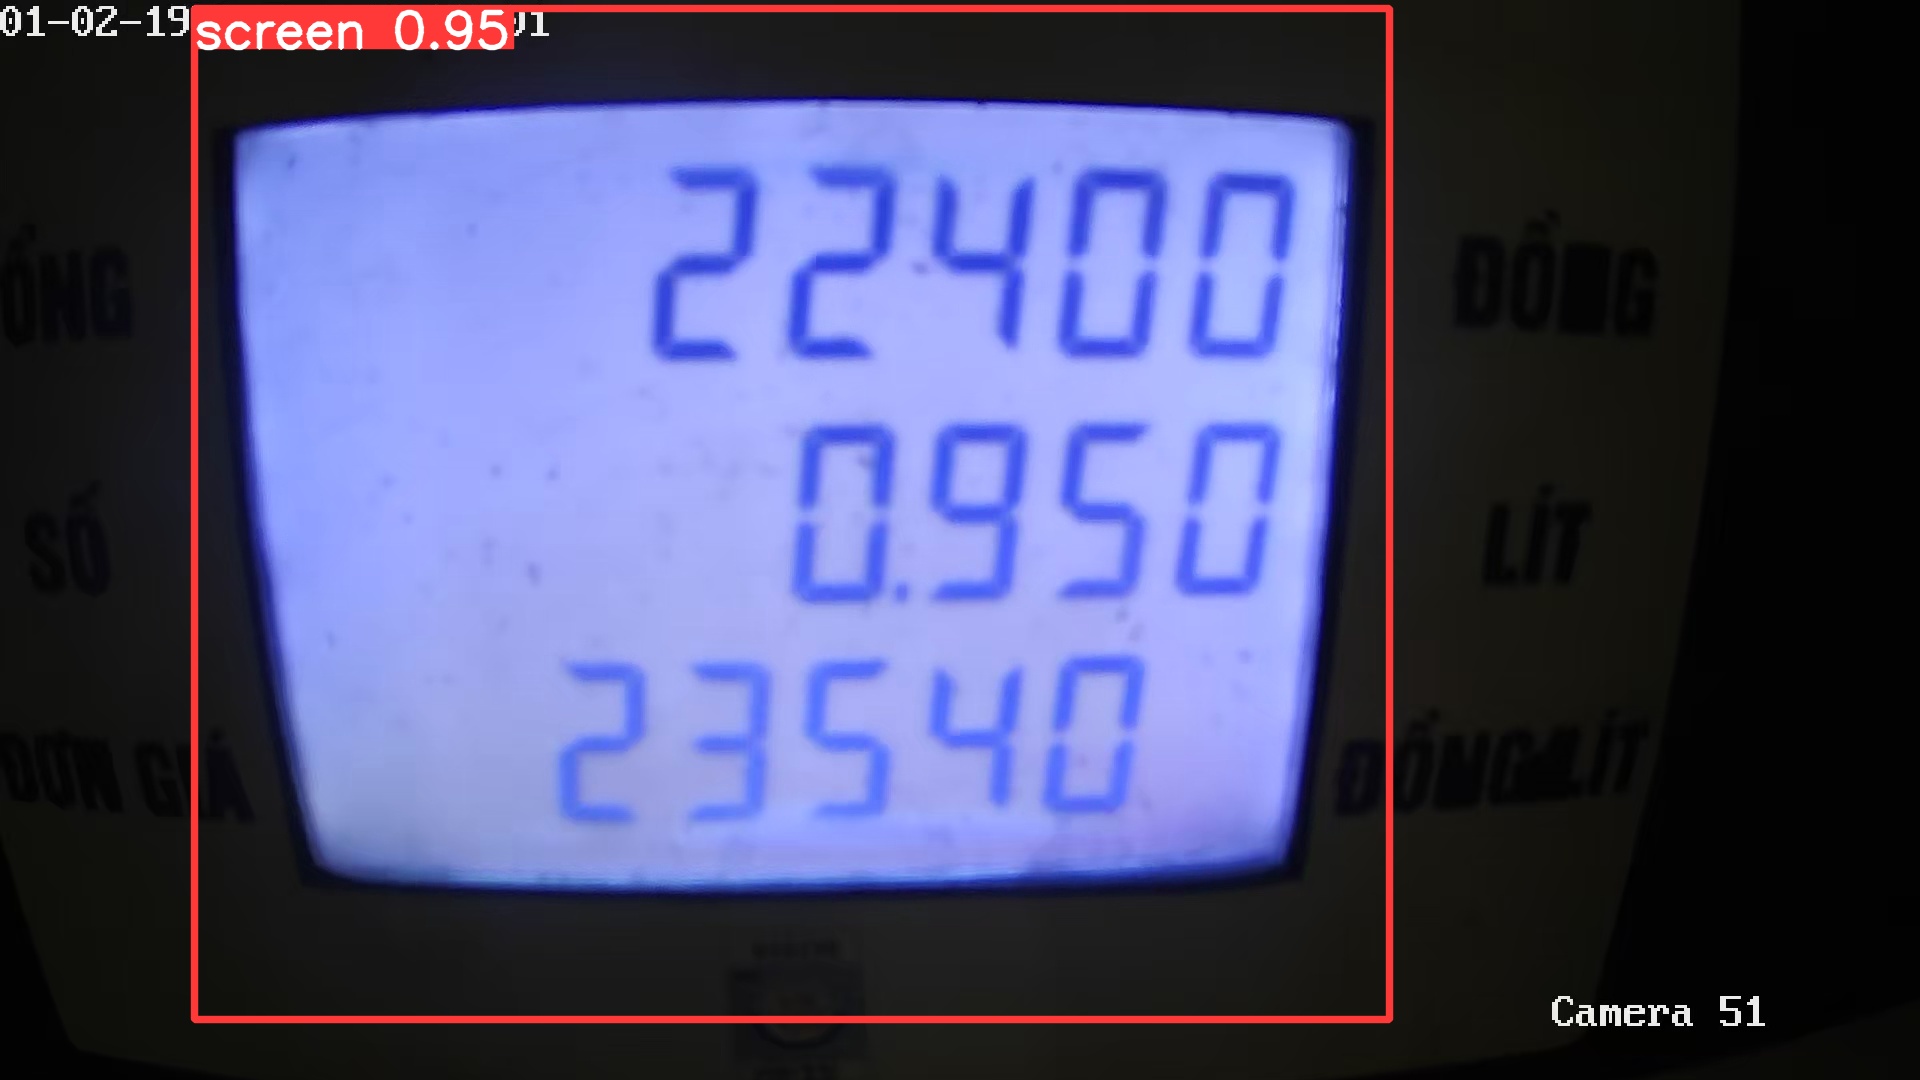 01-02-19
screen 0.95
22400
ĐỒNG
0.950
SỐ
LÍT
23540
ĐƠN GIÁ
ĐỒNG/LÍT
Camera 51